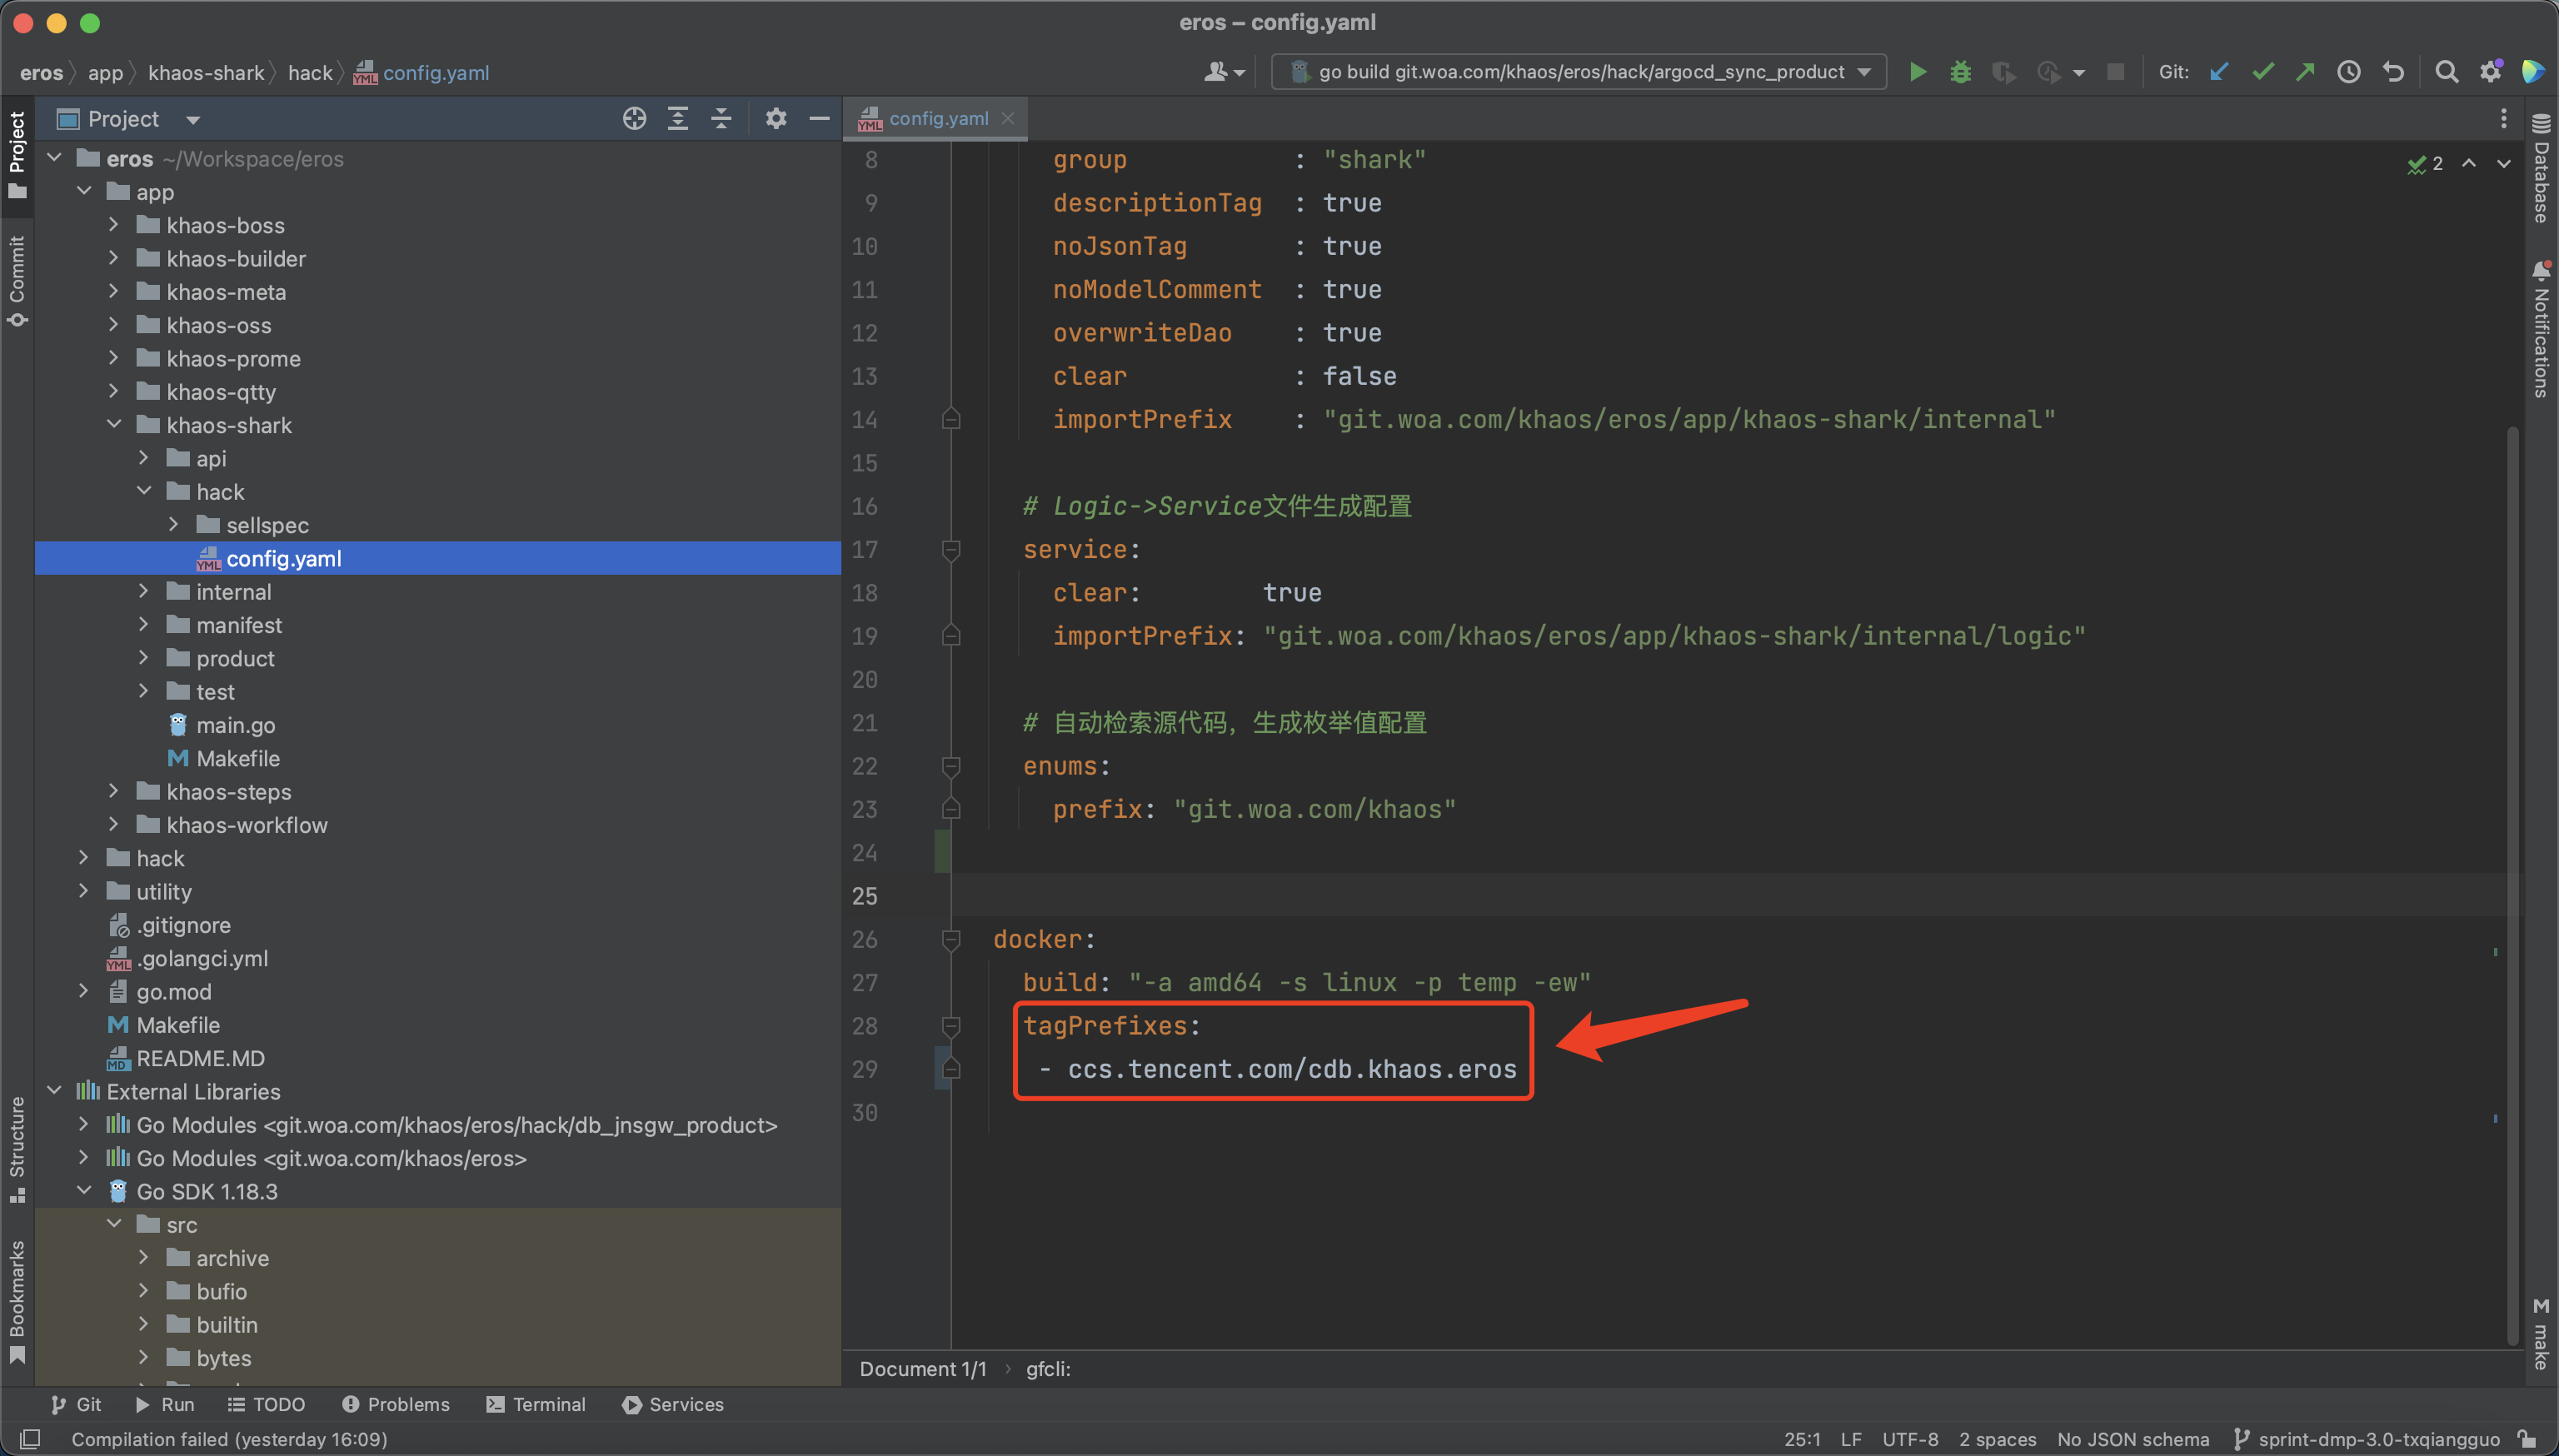 eros – config.yaml
eros app khaos-shark hack config.yaml
go build git.woa.com/khaos/eros/hack/argocd_sync_product
Git:
Project
config.yaml
eros ~/Workspace/eros
app
khaos-boss
khaos-builder
khaos-meta
khaos-oss
khaos-prome
khaos-qtty
khaos-shark
api
hack
sellspec
config.yaml
internal
manifest
product
test
main.go
Makefile
khaos-steps
khaos-workflow
hack
utility
.gitignore
.golangci.yml
go.mod
Makefile
README.MD
External Libraries
Go Modules <git.woa.com/khaos/eros/hack/db_jnsgw_product>
Go Modules <git.woa.com/khaos/eros>
Go SDK 1.18.3
src
archive
bufio
builtin
bytes
8 group : "shark"
9 descriptionTag : true
10 noJsonTag : true
11 noModelComment : true
12 overwriteDao : true
13 clear : false
14 importPrefix : "git.woa.com/khaos/eros/app/khaos-shark/internal"
15
16 # Logic->Service文件生成配置
17 service:
18 clear: true
19 importPrefix: "git.woa.com/khaos/eros/app/khaos-shark/internal/logic"
20
21 # 自动检索源代码，生成枚举值配置
22 enums:
23 prefix: "git.woa.com/khaos"
24
25
26 docker:
27 build: "-a amd64 -s linux -p temp -ew"
28 tagPrefixes:
29 - ccs.tencent.com/cdb.khaos.eros
30
2
Document 1/1 gfcli:
Project
Commit
Structure
Bookmarks
Database
Notifications
make
Git Run TODO Problems Terminal Services
Compilation failed (yesterday 16:09)
25:1 LF UTF-8 2 spaces No JSON schema sprint-dmp-3.0-txqiangguo